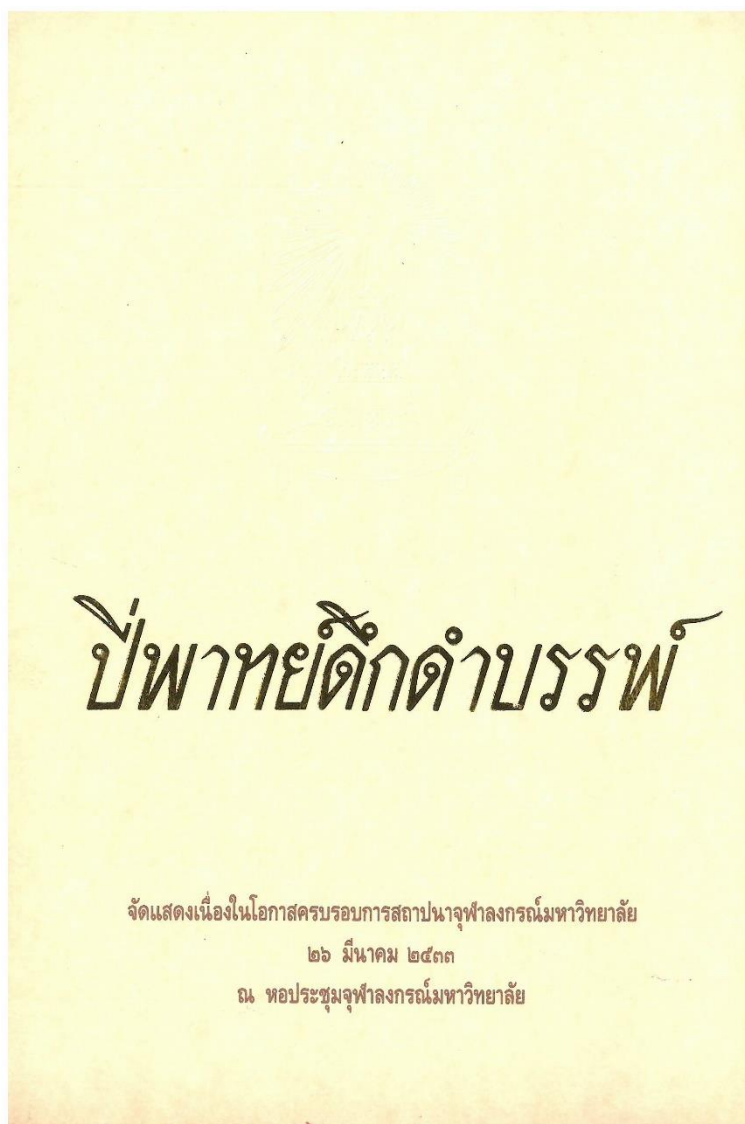 ปี่พาทย์ดึกดำบรรพ์
จัดแสดงเนื่องในโอกาสครบรอบการสถาปนาจุฬาลงกรณ์มหาวิทยาลัย
๒๖ มีนาคม ๒๕๓๓
ณ หอประชุมจุฬาลงกรณ์มหาวิทยาลัย